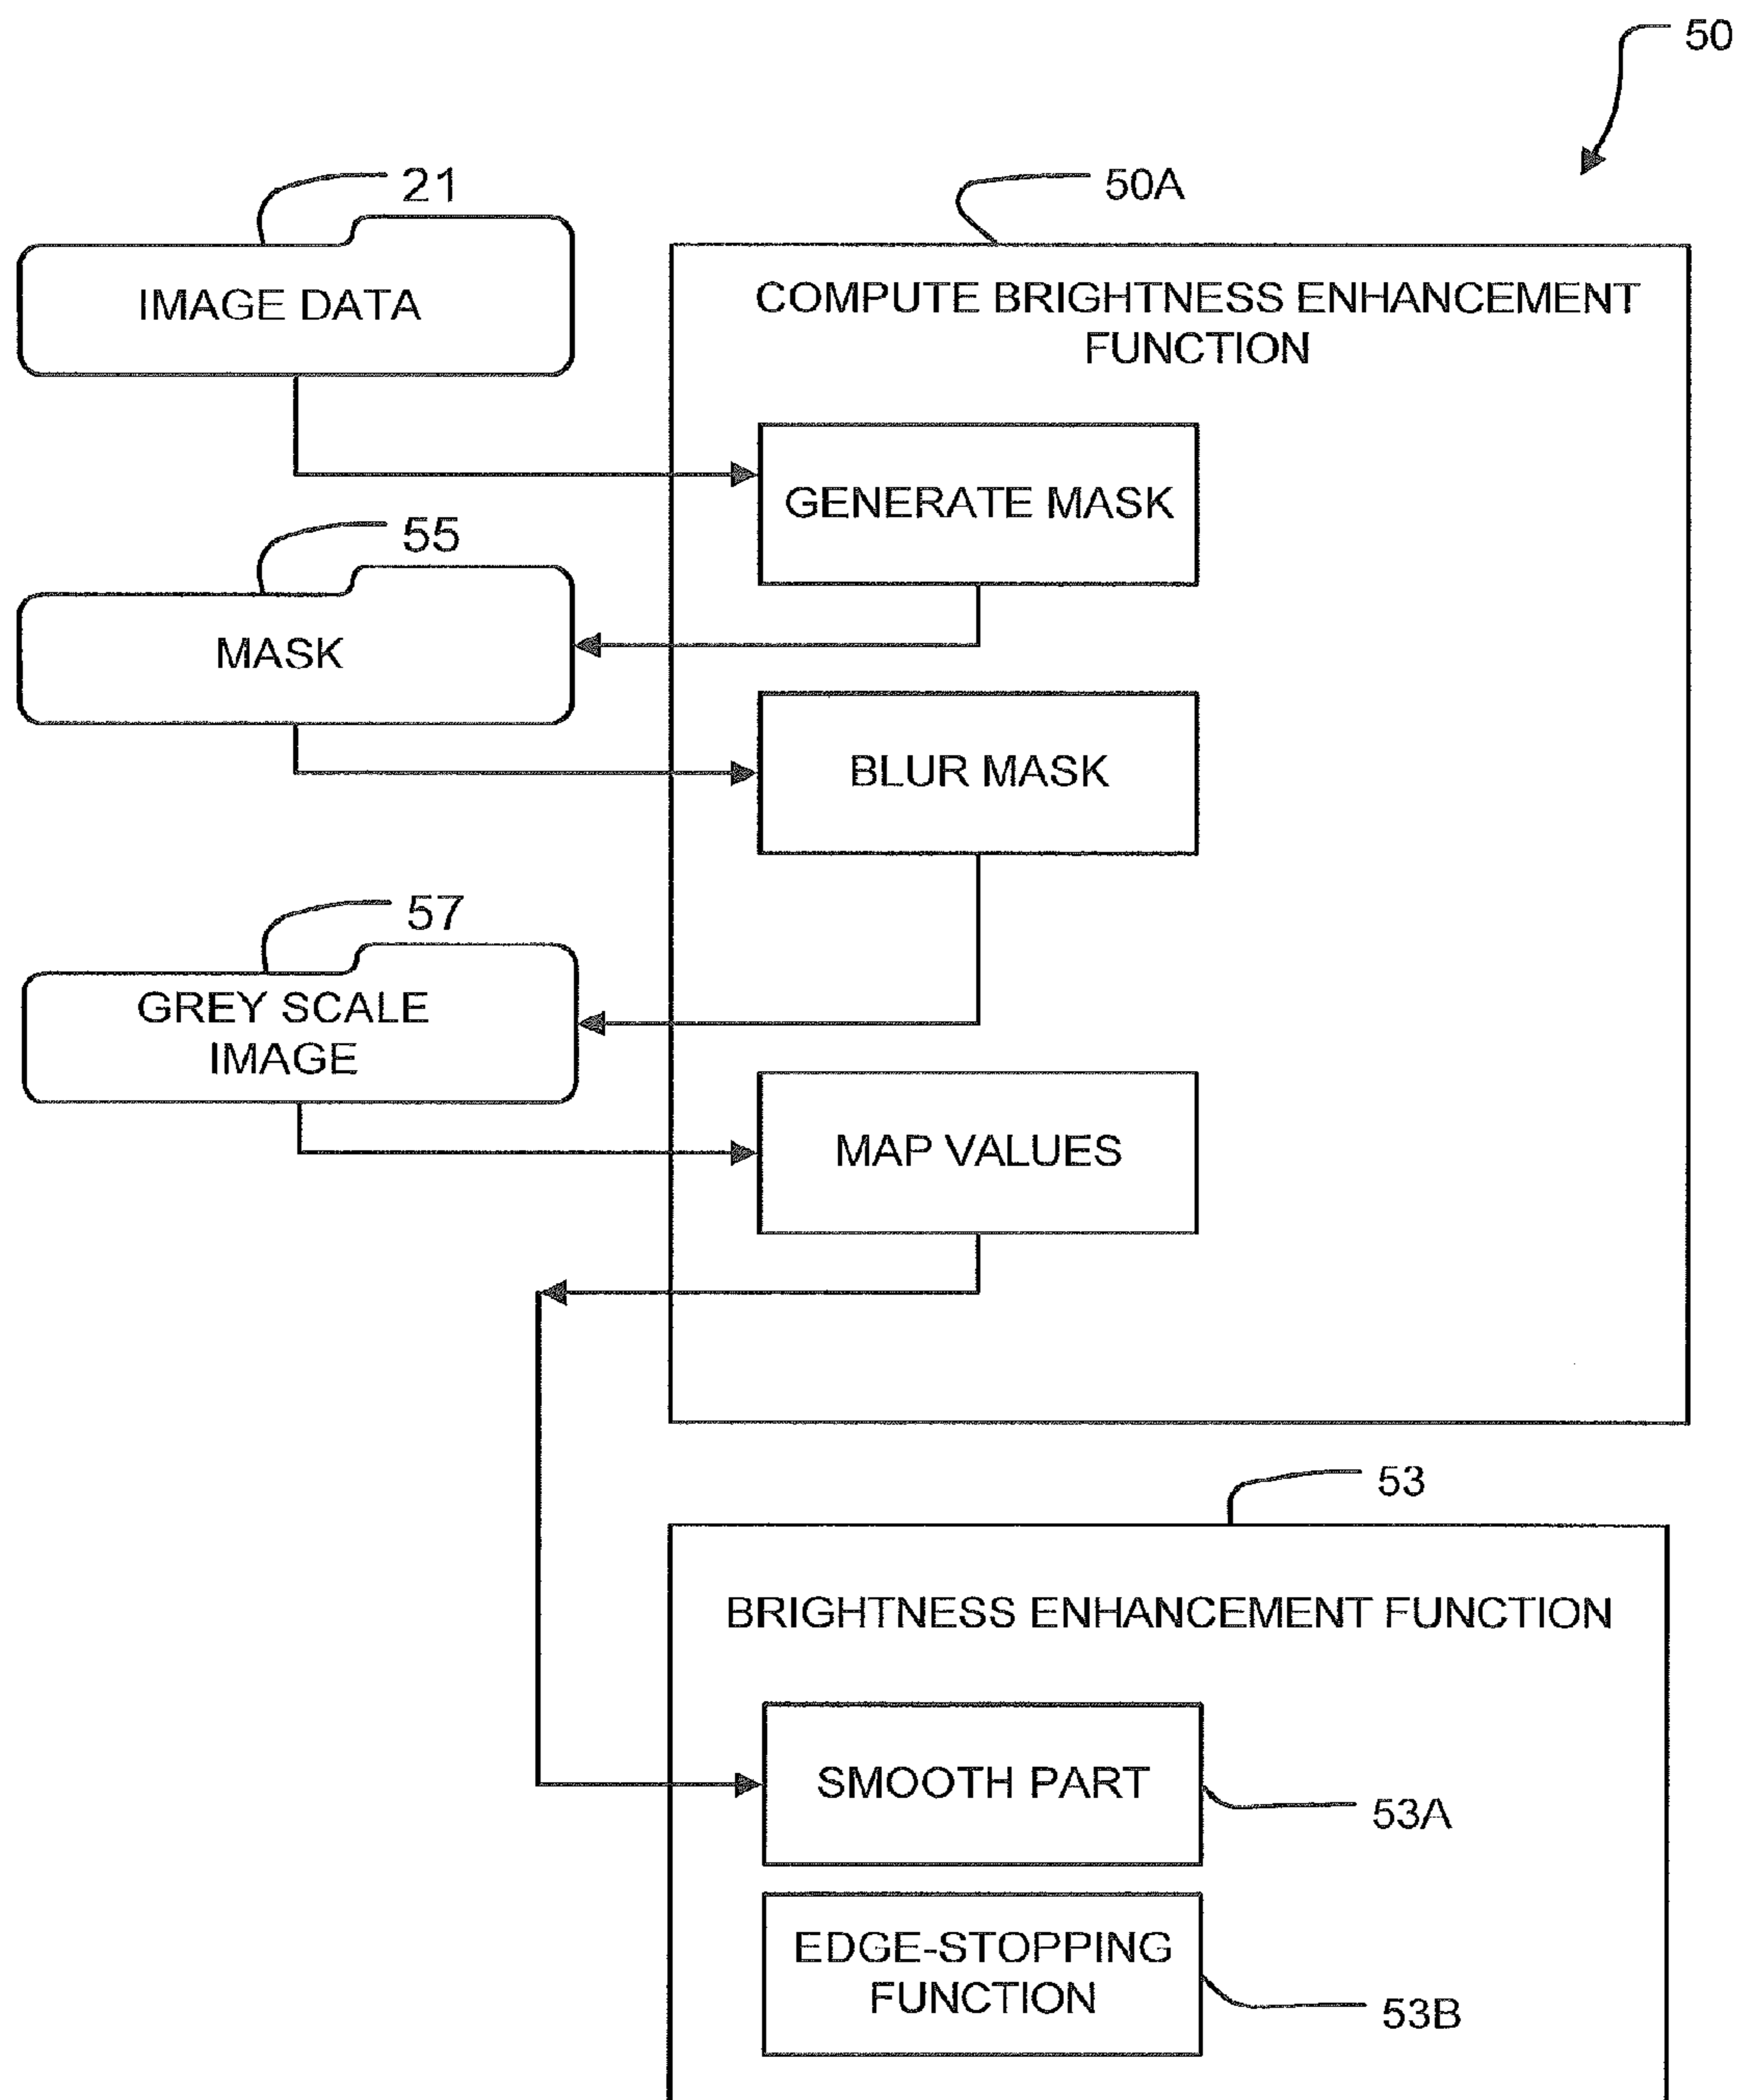 50
21
50A
IMAGE DATA
COMPUTE BRIGHTNESS ENHANCEMENT
FUNCTION
GENERATE MASK
55
MASK
BLUR MASK
57
GREY SCALE
IMAGE
MAP VALUES
53
BRIGHTNESS ENHANCEMENT FUNCTION
SMOOTH PART
53A
EDGE-STOPPING
FUNCTION
53B